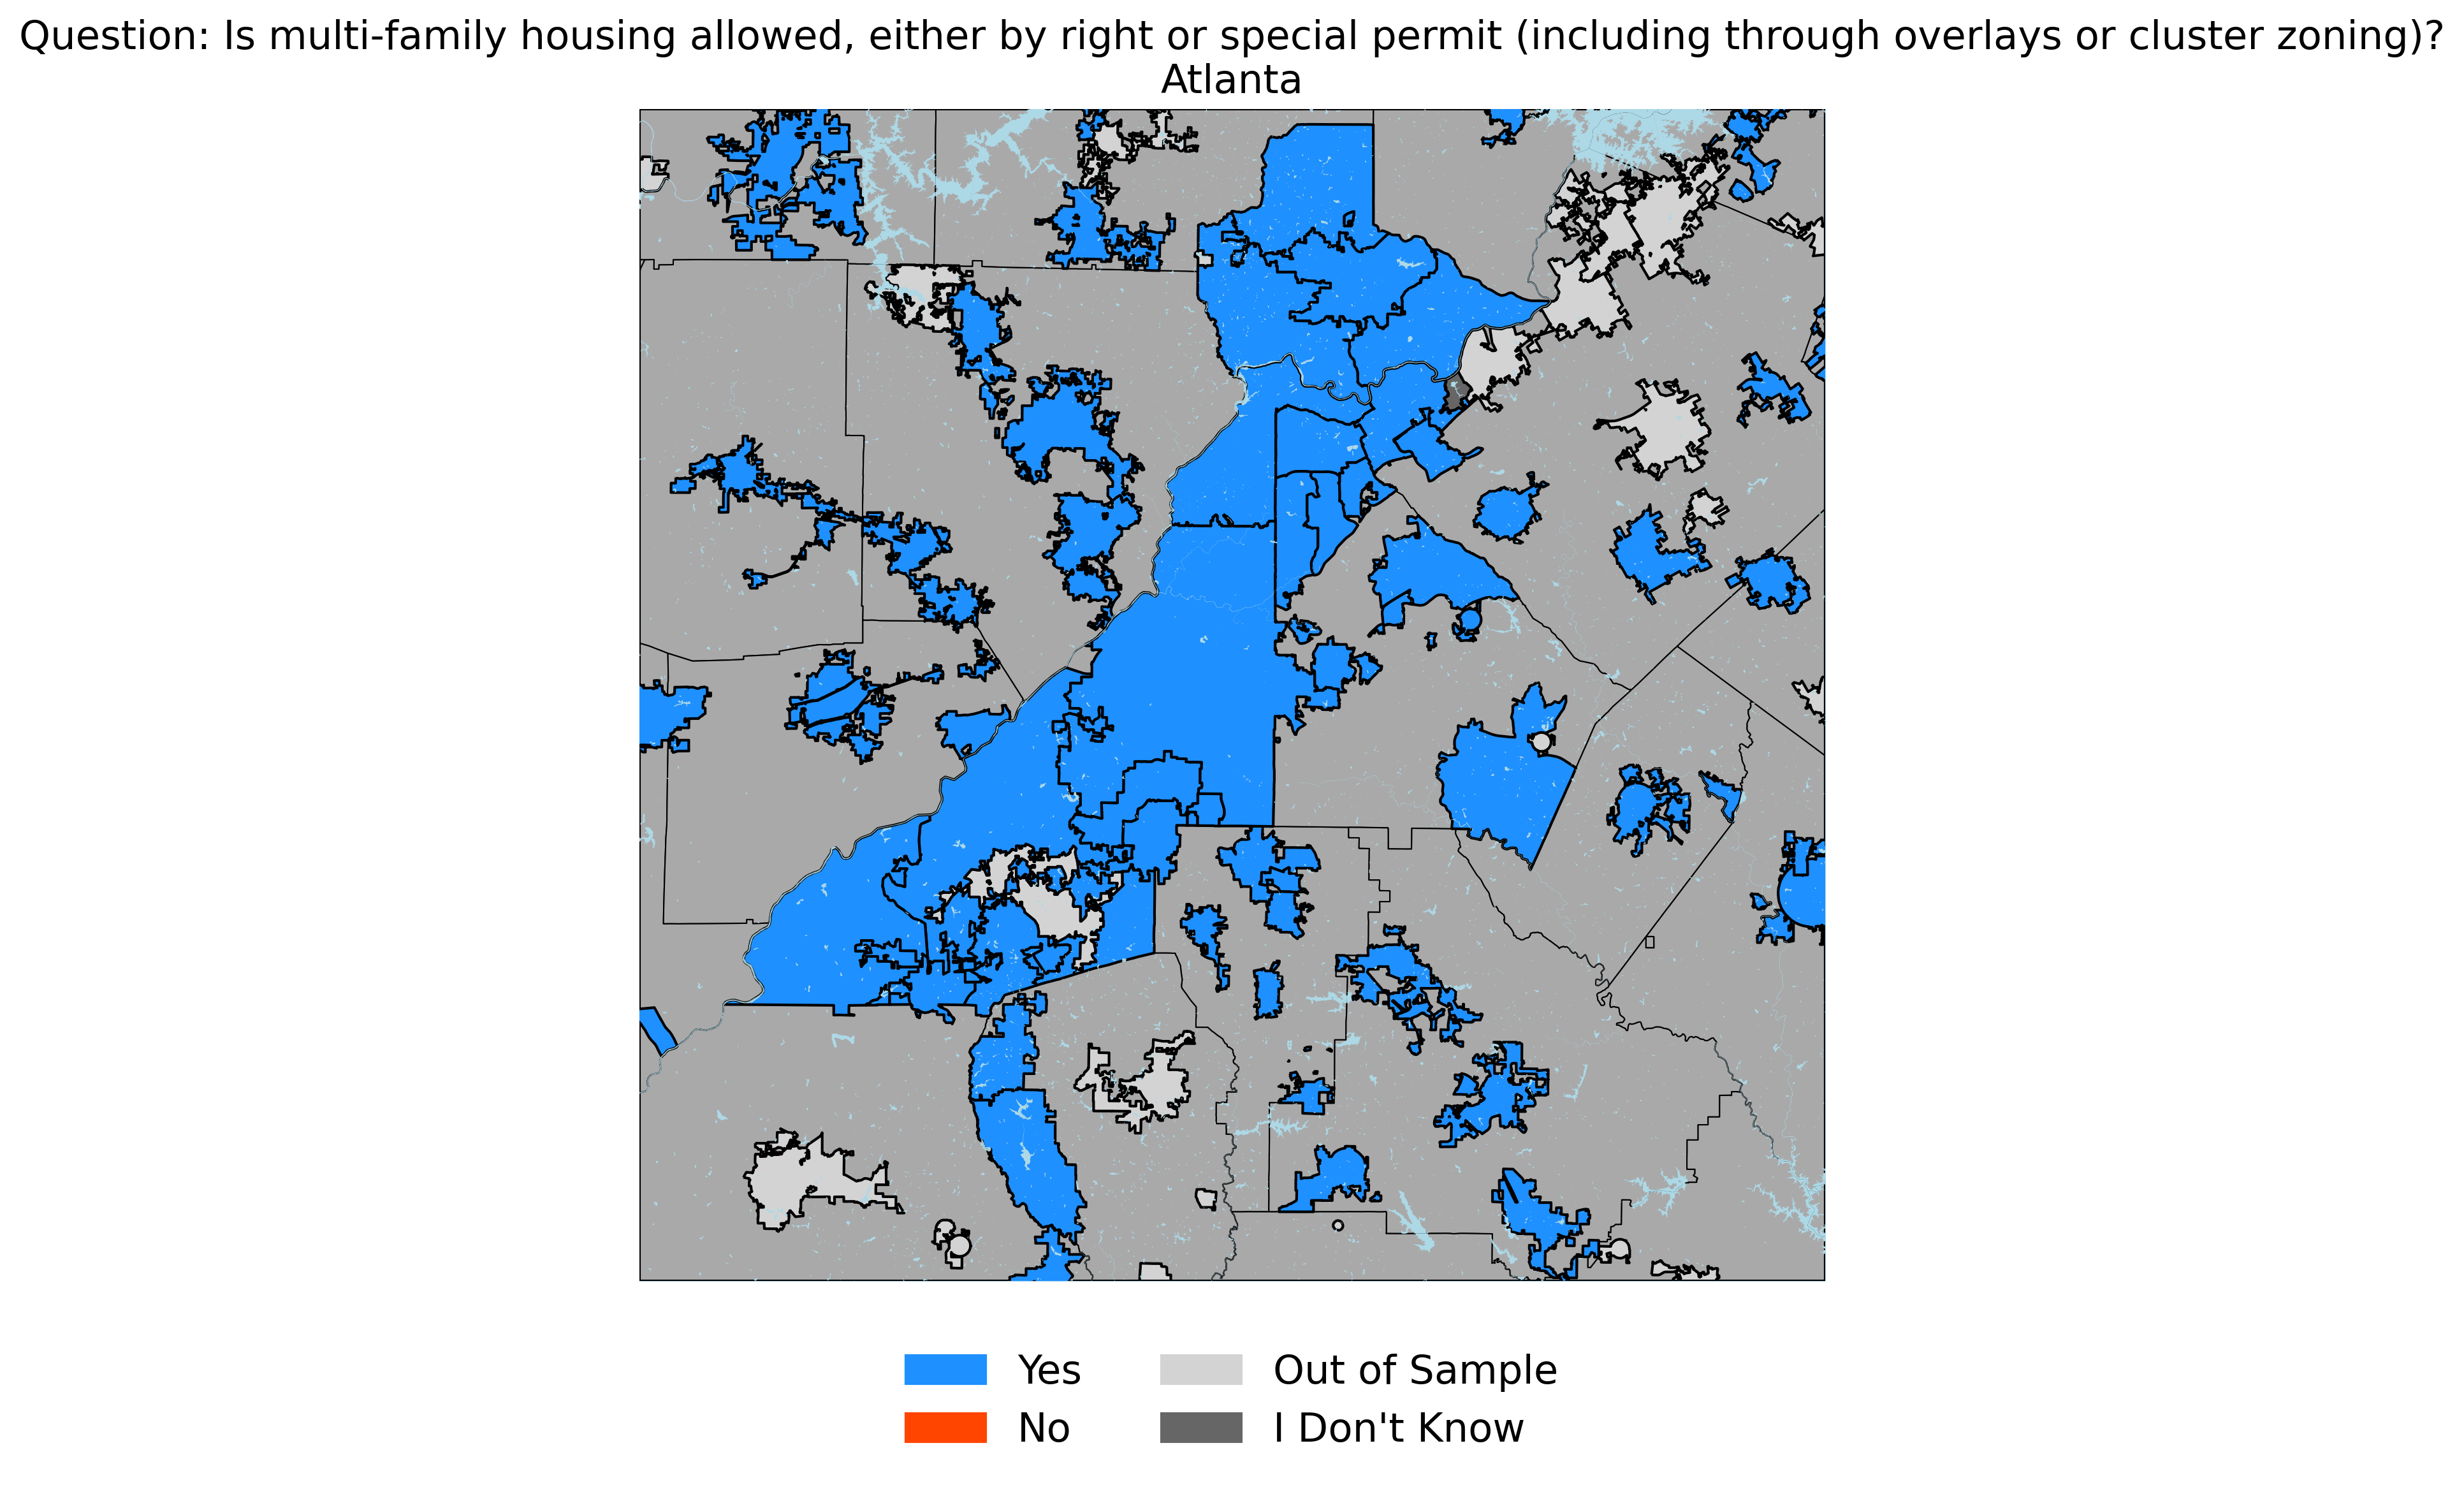 Question: Is multi-family housing allowed, either by right or special permit (including through overlays or cluster zoning)?
Atlanta
Yes
No
Out of Sample
I Don't Know